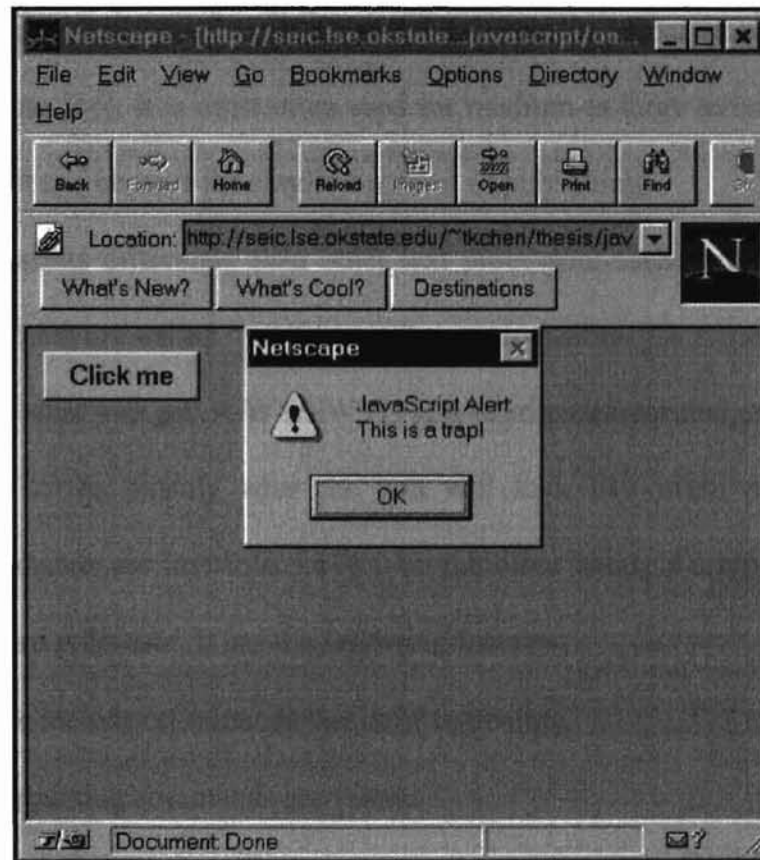 Netscape - [http://seic.lse.okstate...javascript/on...
File Edit View Go Bookmarks Options Directory Window
Help
Back Forward Home Reload Images Open Print Find
Location: http://seic.lse.okstate.edu/~tkchen/thesis/jav
N
What's New? What's Cool? Destinations
Click me
Netscape
JavaScript Alert:
This is a trap!
OK
Document: Done
?